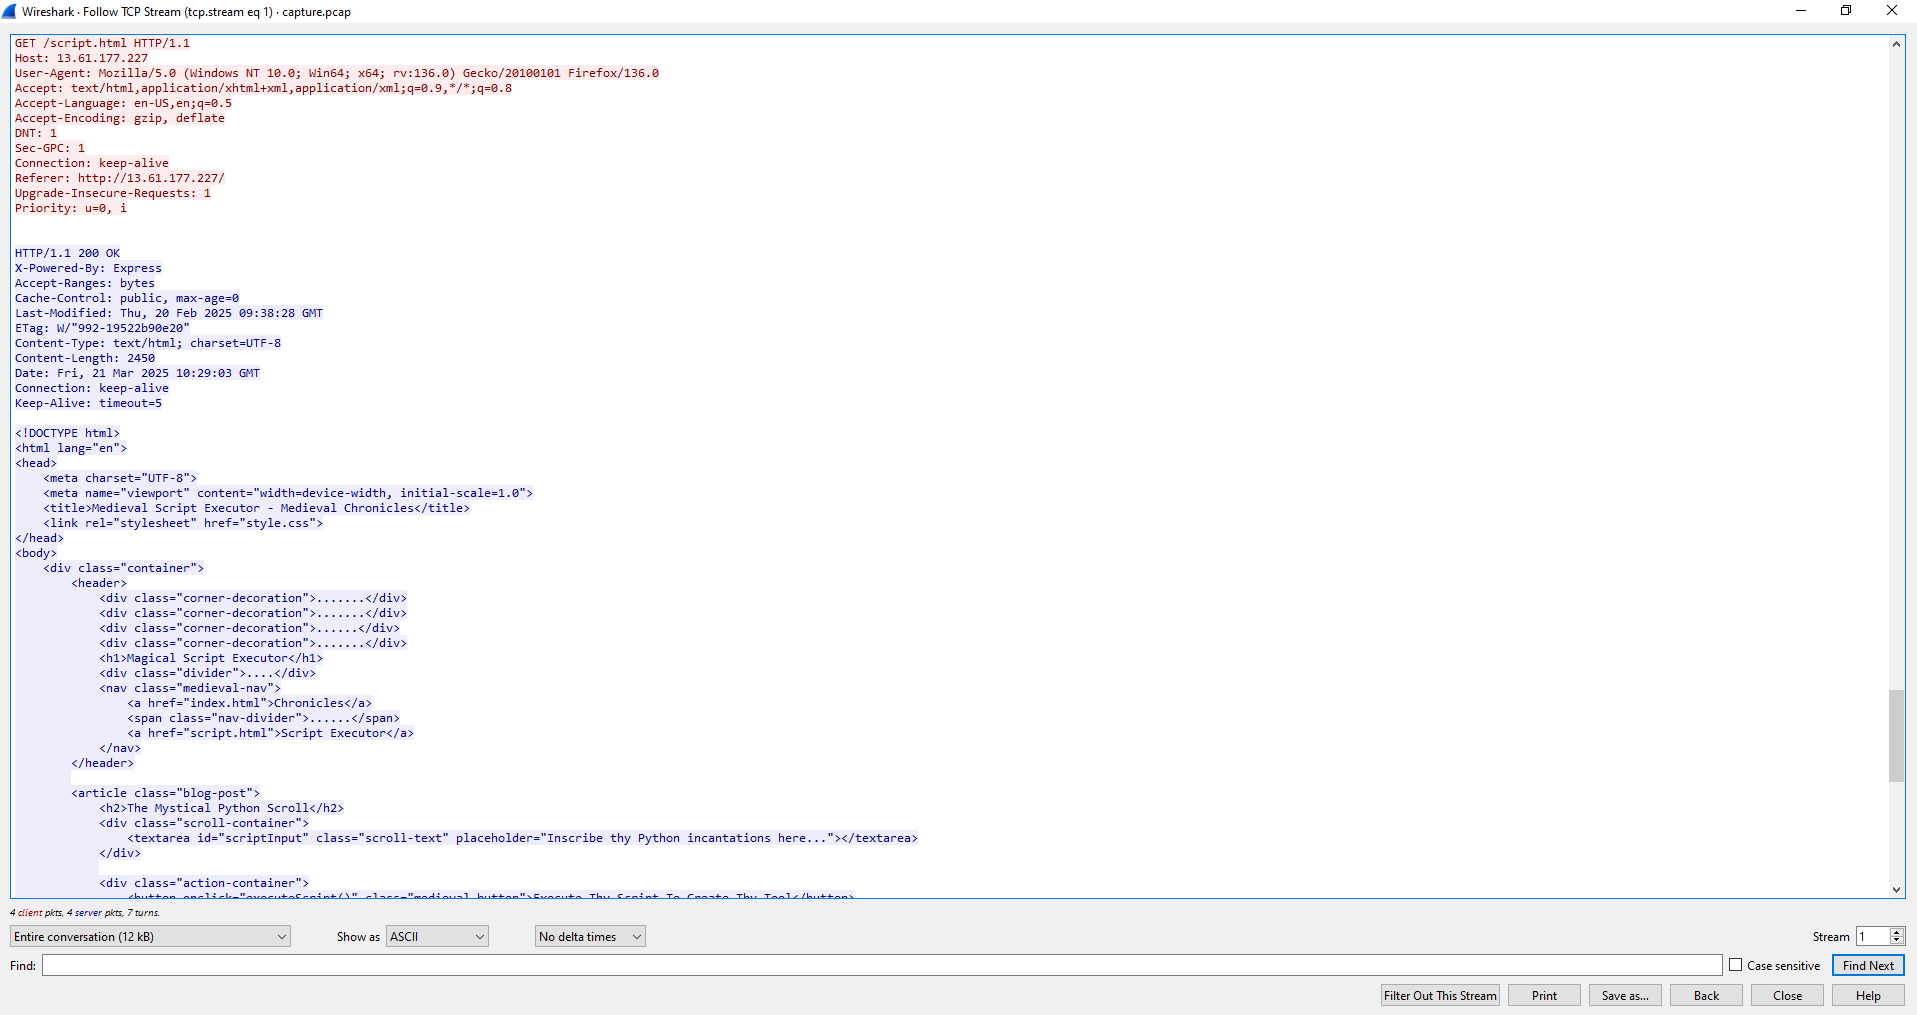 Wireshark · Follow TCP Stream (tcp.stream eq 1) · capture.pcap
GET /script.html HTTP/1.1
Host: 13.61.177.227
User-Agent: Mozilla/5.0 (Windows NT 10.0; Win64; x64; rv:136.0) Gecko/20100101 Firefox/136.0
Accept: text/html,application/xhtml+xml,application/xml;q=0.9,*/*;q=0.8
Accept-Language: en-US,en;q=0.5
Accept-Encoding: gzip, deflate
DNT: 1
Sec-GPC: 1
Connection: keep-alive
Referer: http://13.61.177.227/
Upgrade-Insecure-Requests: 1
Priority: u=0, i
HTTP/1.1 200 OK
X-Powered-By: Express
Accept-Ranges: bytes
Cache-Control: public, max-age=0
Last-Modified: Thu, 20 Feb 2025 09:38:28 GMT
ETag: W/"992-19522b90e20"
Content-Type: text/html; charset=UTF-8
Content-Length: 2450
Date: Fri, 21 Mar 2025 10:29:03 GMT
Connection: keep-alive
Keep-Alive: timeout=5
<!DOCTYPE html>
<html lang="en">
<head>
    <meta charset="UTF-8">
    <meta name="viewport" content="width=device-width, initial-scale=1.0">
    <title>Medieval Script Executor - Medieval Chronicles</title>
    <link rel="stylesheet" href="style.css">
</head>
<body>
    <div class="container">
        <header>
            <div class="corner-decoration">.......</div>
            <div class="corner-decoration">.......</div>
            <div class="corner-decoration">......</div>
            <div class="corner-decoration">.......</div>
            <h1>Magical Script Executor</h1>
            <div class="divider">....</div>
            <nav class="medieval-nav">
                <a href="index.html">Chronicles</a>
                <span class="nav-divider">......</span>
                <a href="script.html">Script Executor</a>
            </nav>
        </header>
        <article class="blog-post">
            <h2>The Mystical Python Scroll</h2>
            <div class="scroll-container">
                <textarea id="scriptInput" class="scroll-text" placeholder="Inscribe thy Python incantations here..."></textarea>
            </div>
            <div class="action-container">
                <button onclick="executeScript()" class="medieval-button">Execute Thy Script To Create Thy Tool</button>
4 client pkts, 4 server pkts, 7 turns.
Entire conversation (12 kB) Show as ASCII No delta times Stream 1
Find: Case sensitive Find Next
Filter Out This Stream Print Save as... Back Close Help